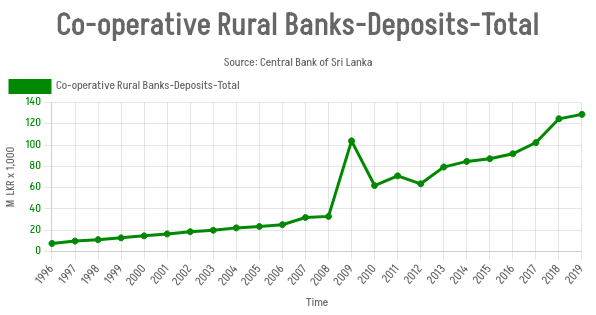 Co-operative Rural Banks-Deposits-Total
Source: Central Bank of Sri Lanka
Co-operative Rural Banks-Deposits-Total
M LKR x 1,000
140
120
100
80
60
40
20
0
1996 1997 1998 1999 2000 2001 2002 2003 2004 2005 2006 2007 2008 2009 2010 2011 2012 2013 2014 2015 2016 2017 2018 2019
Time